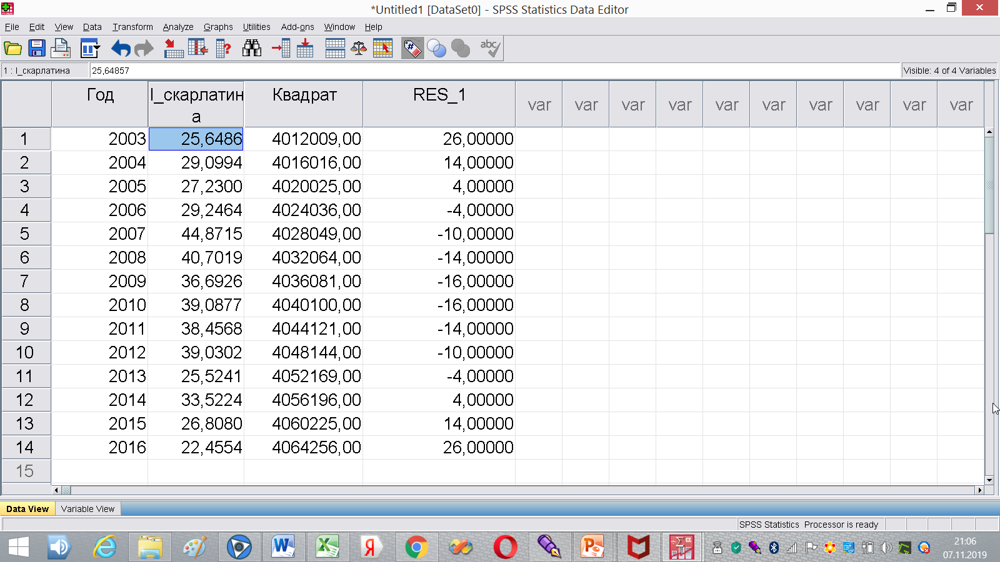 *Untitled1 [DataSet0] - SPSS Statistics Data Editor
File Edit View Data Transform Analyze Graphs Utilities Add-ons Window Help
1 : I_скарлатина 25,64857 Visible: 4 of 4 Variables
Год I_скарлатин Квадрат RES_1 var var var var var var var var var var
а
1 2003 25,6486 4012009,00 26,00000
2 2004 29,0994 4016016,00 14,00000
3 2005 27,2300 4020025,00 4,00000
4 2006 29,2464 4024036,00 -4,00000
5 2007 44,8715 4028049,00 -10,00000
6 2008 40,7019 4032064,00 -14,00000
7 2009 36,6926 4036081,00 -16,00000
8 2010 39,0877 4040100,00 -16,00000
9 2011 38,4568 4044121,00 -14,00000
10 2012 39,0302 4048144,00 -10,00000
11 2013 25,5241 4052169,00 -4,00000
12 2014 33,5224 4056196,00 4,00000
13 2015 26,8080 4060225,00 14,00000
14 2016 22,4554 4064256,00 26,00000
15
Data View Variable View
SPSS Statistics Processor is ready
21:06
07.11.2019